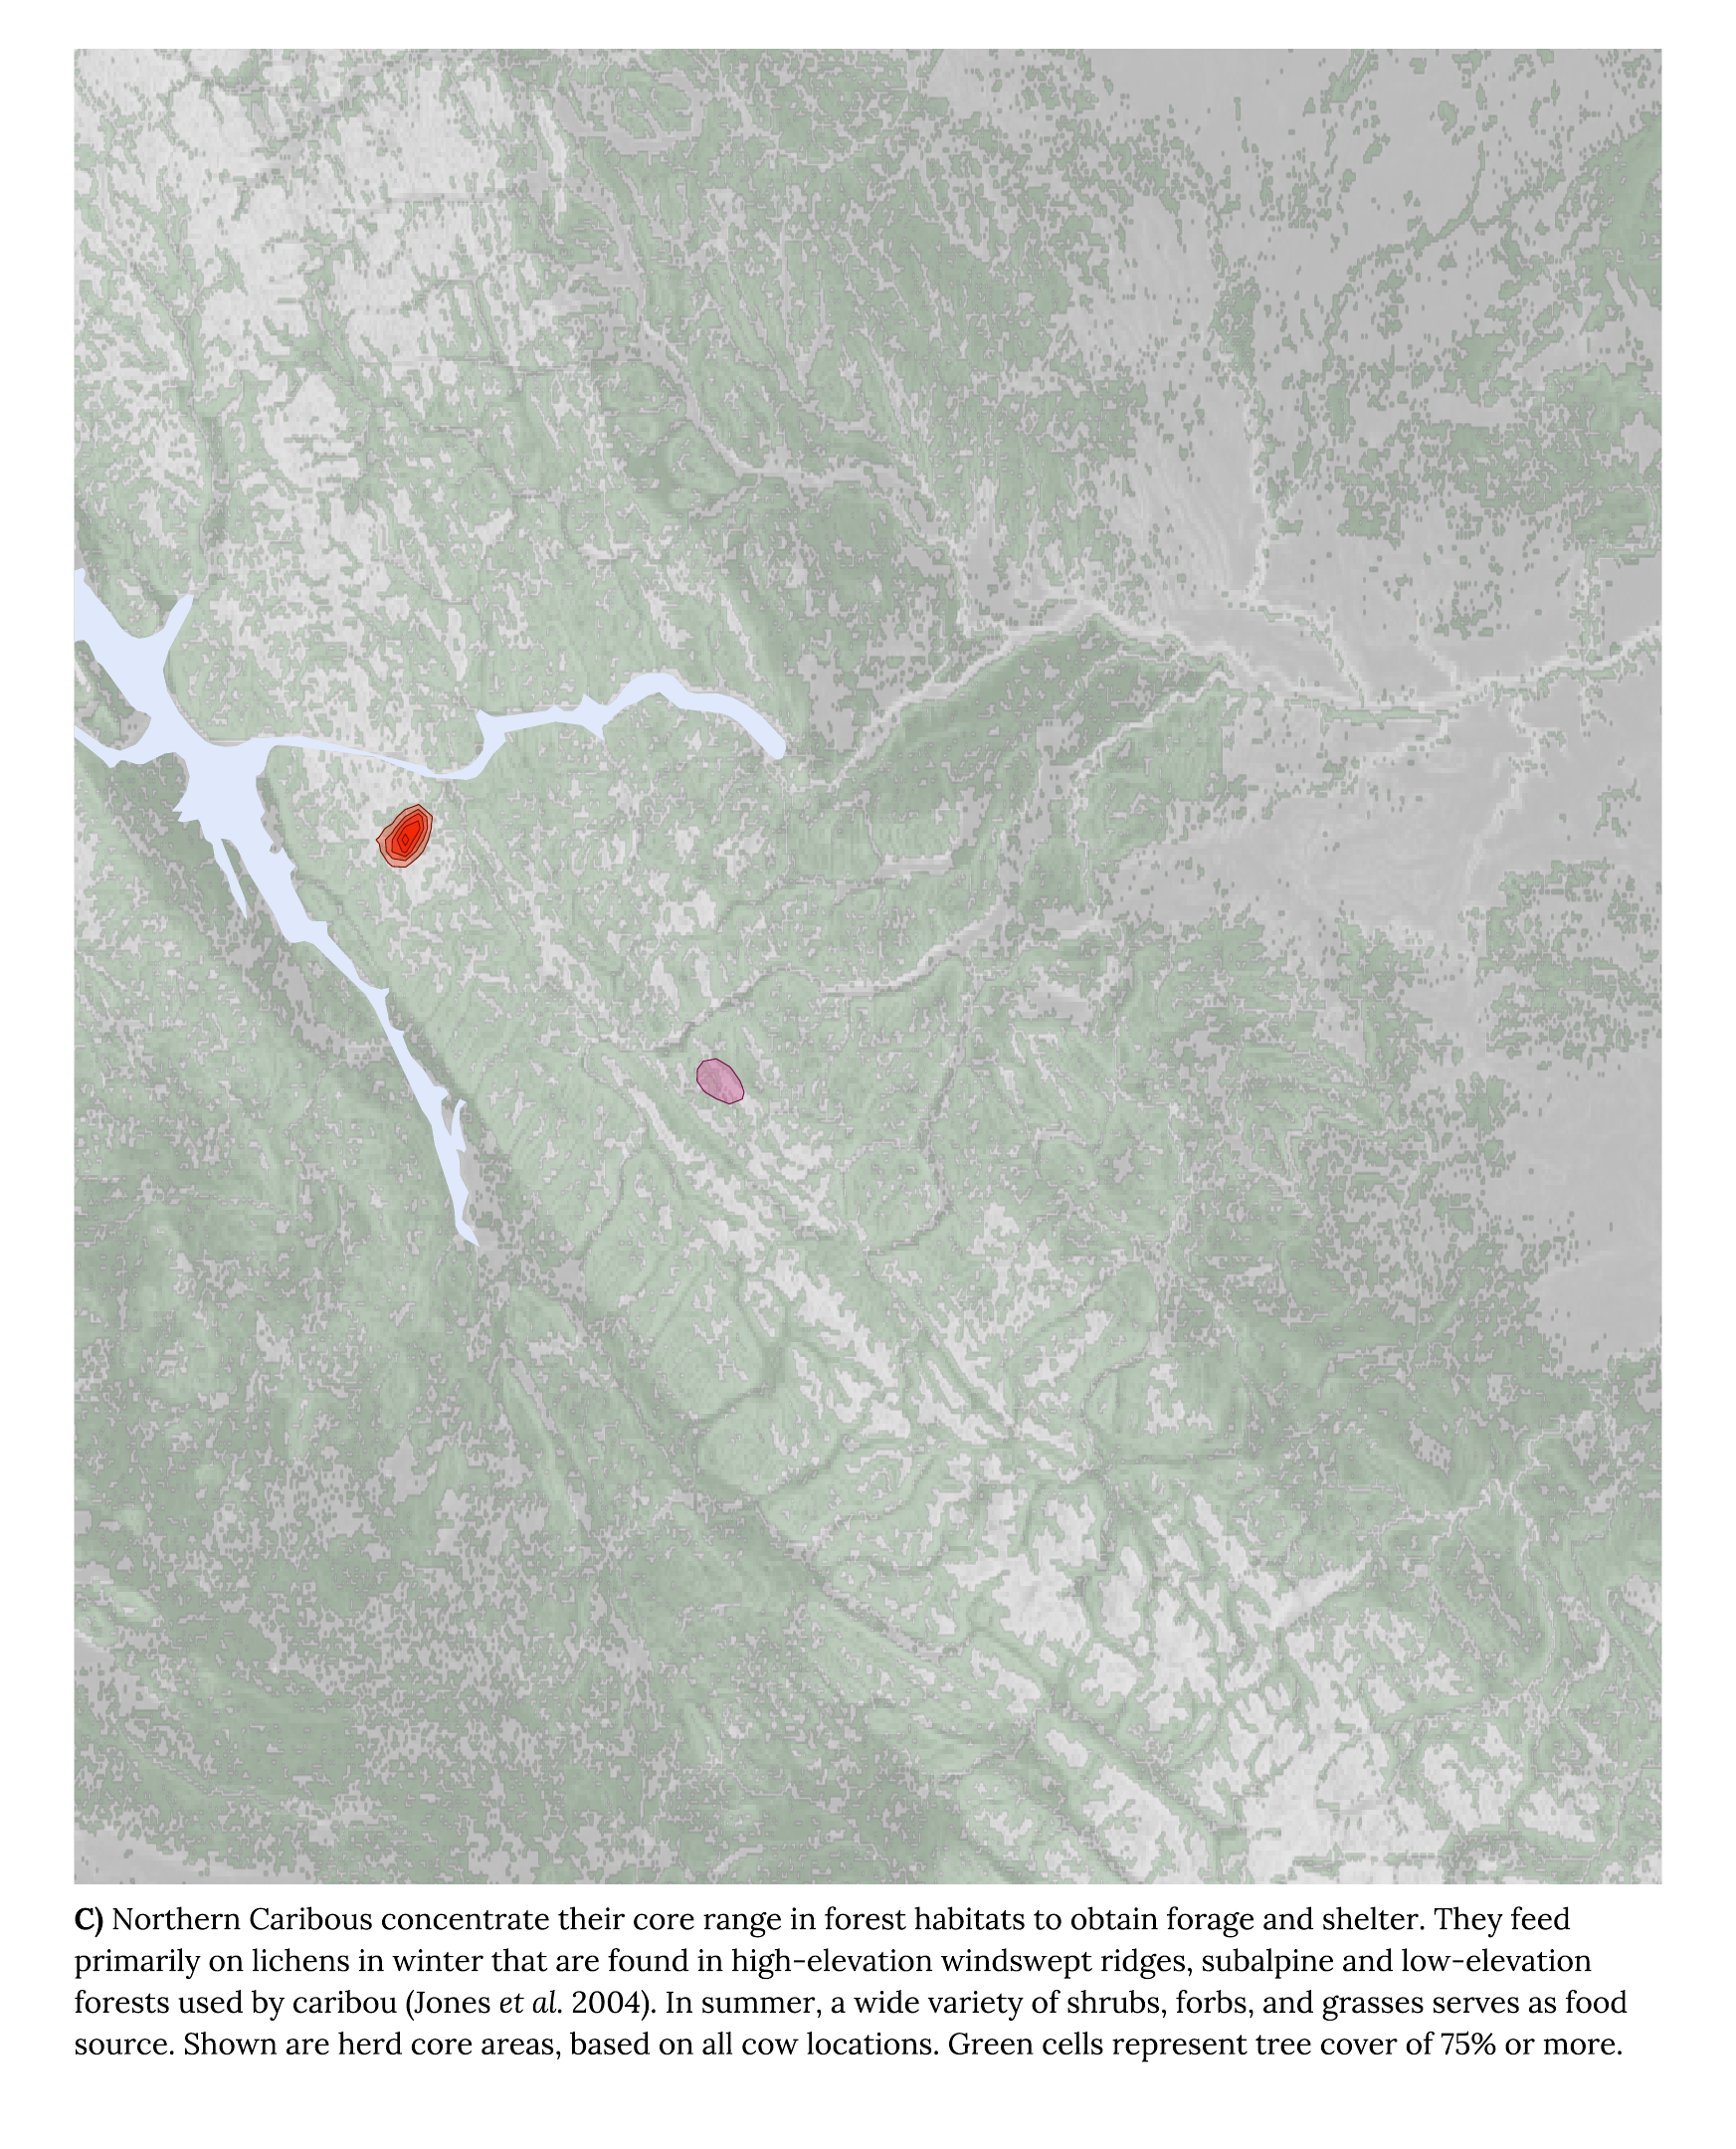 C) Northern Caribous concentrate their core range in forest habitats to obtain forage and shelter. They feed
primarily on lichens in winter that are found in high-elevation windswept ridges, subalpine and low-elevation
forests used by caribou (Jones et al. 2004). In summer, a wide variety of shrubs, forbs, and grasses serves as food
source. Shown are herd core areas, based on all cow locations. Green cells represent tree cover of 75% or more.